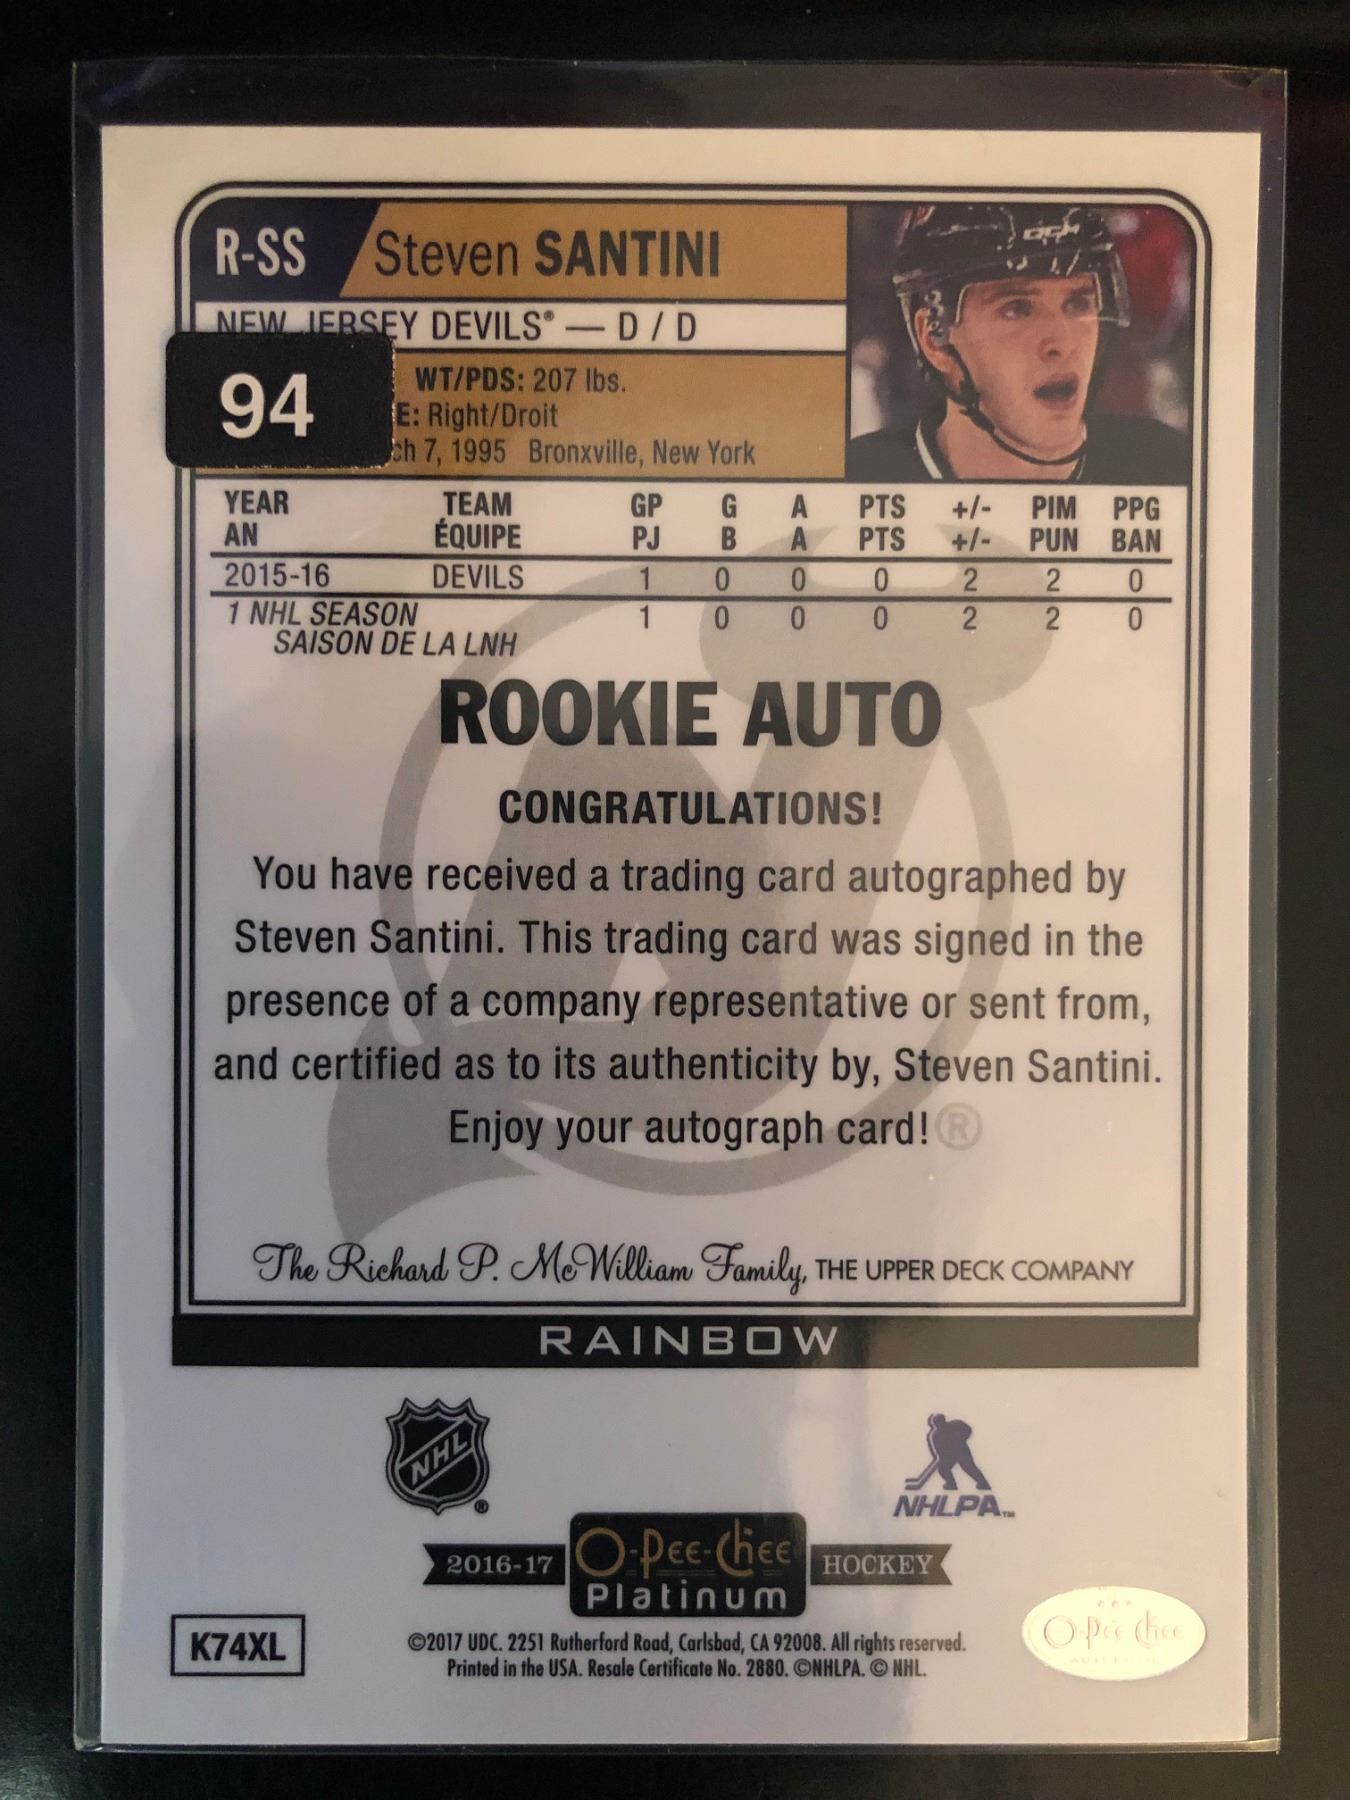 R-SS Steven SANTINI
NEW JERSEY DEVILS® — D / D
94
WT/PDS: 207 lbs.
E: Right/Droit
ch 7, 1995 Bronxville, New York
YEAR TEAM GP G A PTS +/- PIM PPG
AN ÉQUIPE PJ B A PTS +/- PUN BAN
2015-16 DEVILS 1 0 0 0 2 2 0
1 NHL SEASON 1 0 0 0 2 2 0
SAISON DE LA LNH
ROOKIE AUTO
CONGRATULATIONS!
You have received a trading card autographed by
Steven Santini. This trading card was signed in the
presence of a company representative or sent from,
and certified as to its authenticity by, Steven Santini.
Enjoy your autograph card! ®
The Richard P. McWilliam Family, THE UPPER DECK COMPANY
RAINBOW
NHL ®
NHLPA™
2016-17 O-Pee-Chee HOCKEY
Platinum
K74XL
©2017 UDC. 2251 Rutherford Road, Carlsbad, CA 92008. All rights reserved.
Printed in the USA. Resale Certificate No. 2880. ©NHLPA. © NHL.
O-Pee-Chee